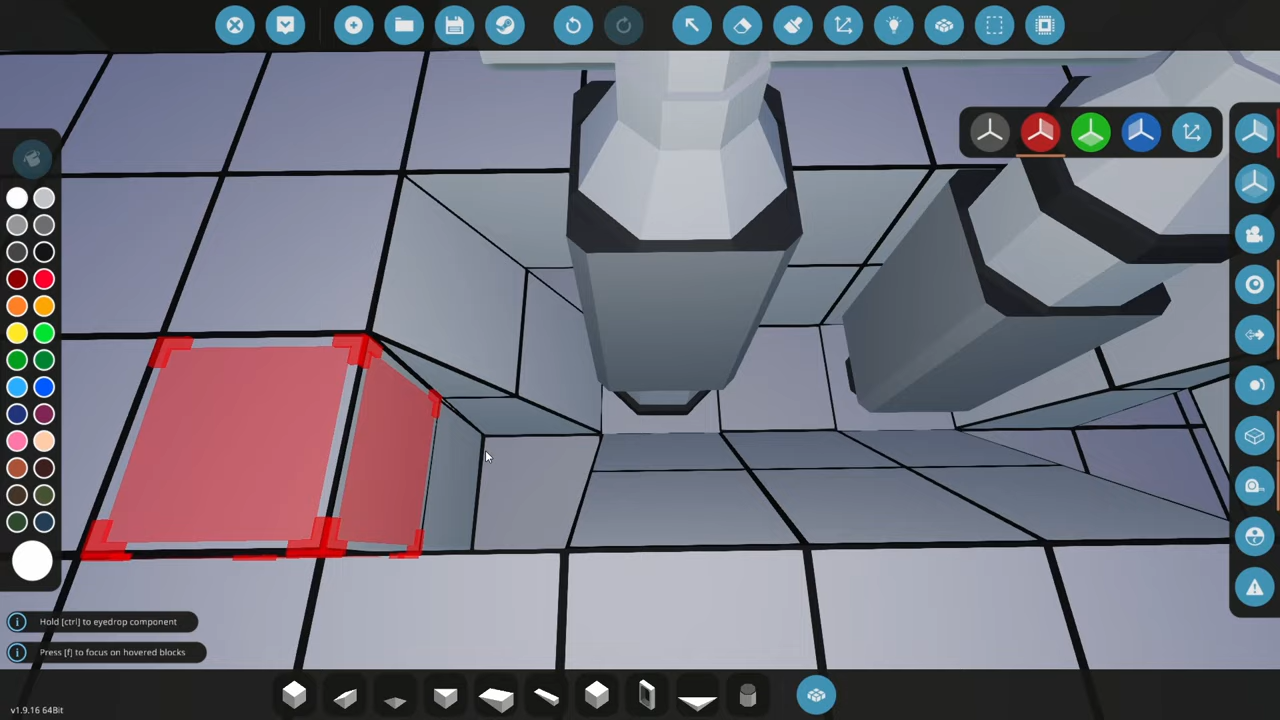 Hold [ctrl] to eyedrop component
Press [f] to focus on hovered blocks
v1.9.16 64Bit